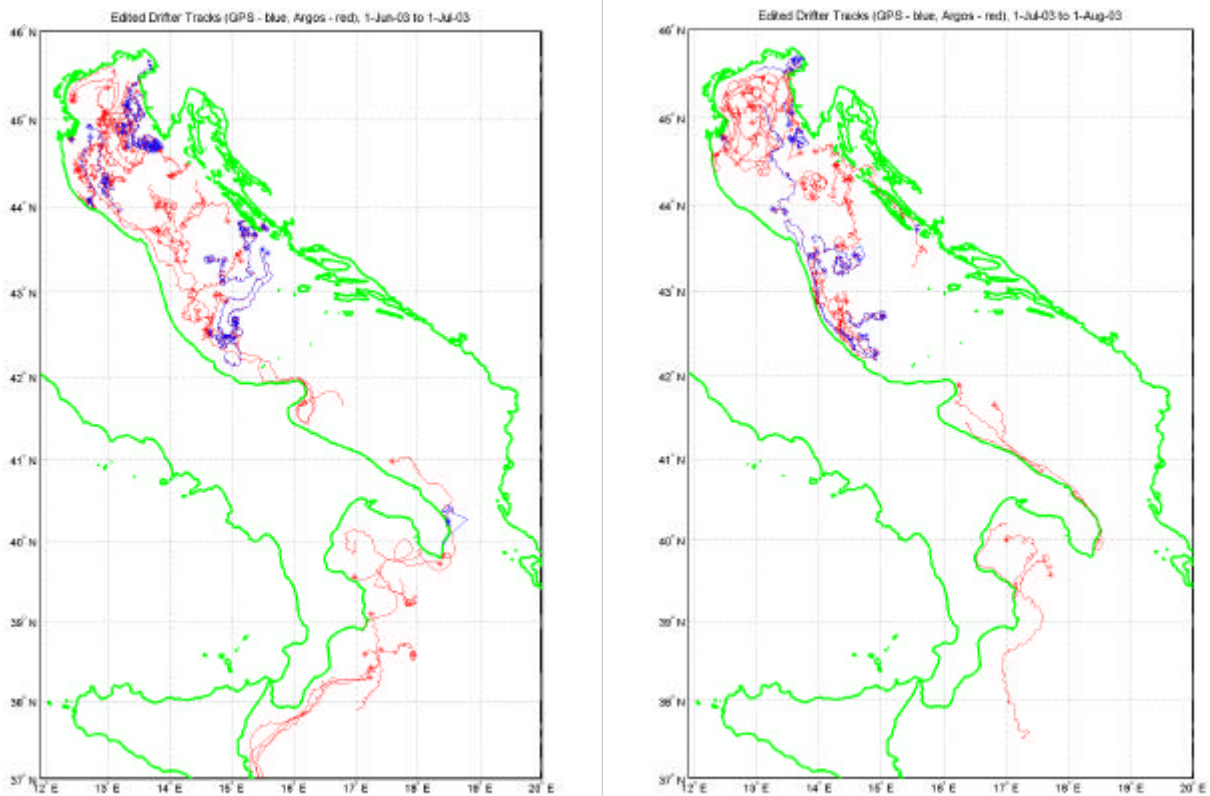 Edited Drifter Tracks (GPS - blue, Argos - red), 1-Jun-03 to 1-Jul-03
46° N
45° N
44° N
43° N
42° N
41° N
40° N
39° N
38° N
37° N
12° E 13° E 14° E 15° E 16° E 17° E 18° E 19° E 20° E
Edited Drifter Tracks (GPS - blue, Argos - red), 1-Jul-03 to 1-Aug-03
46° N
45° N
44° N
43° N
42° N
41° N
40° N
39° N
38° N
37° N
12° E 13° E 14° E 15° E 16° E 17° E 18° E 19° E 20° E